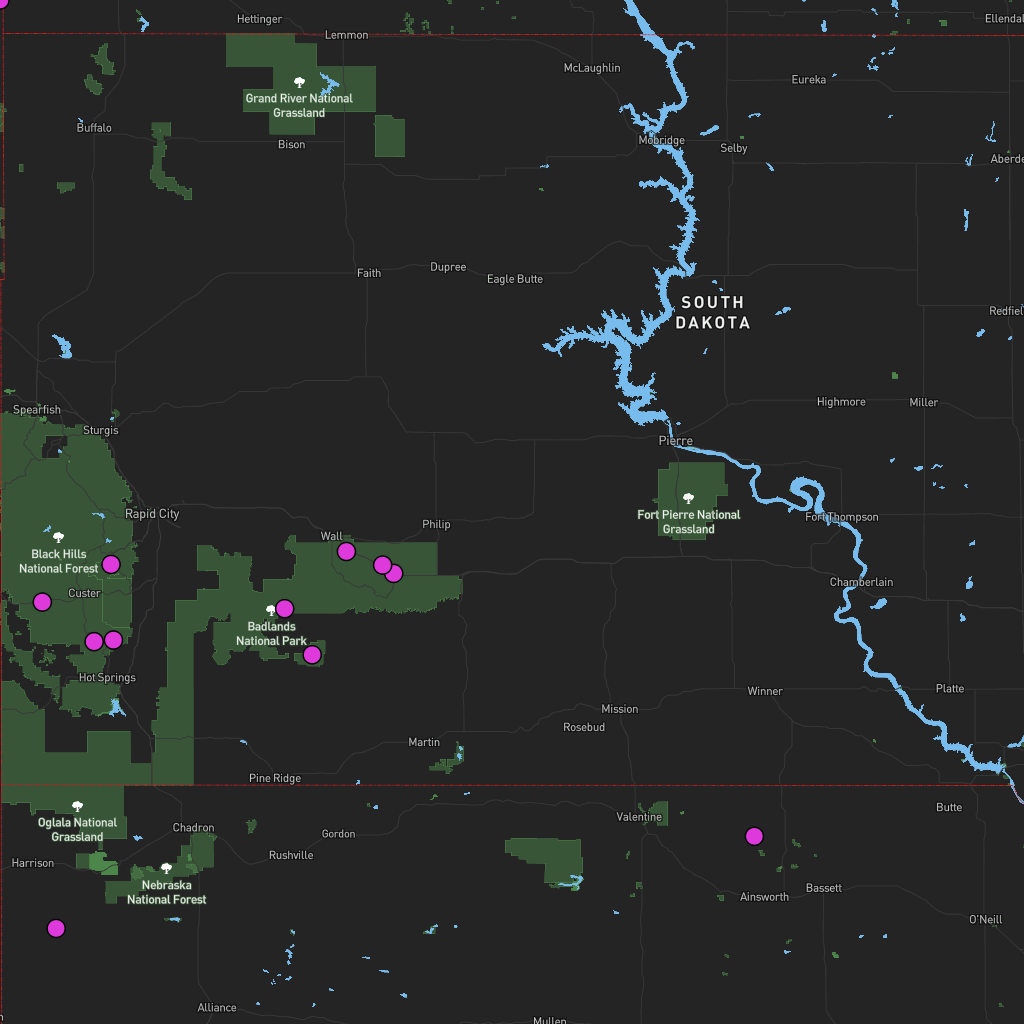 Hettinger
Ellendal
Lemmon
McLaughlin
Eureka
Grand River National
Grassland
Buffalo
Bison
Mobridge
Selby
Aberde
Faith
Dupree
Eagle Butte
SOUTH
DAKOTA
Redfiel
Spearfish
Sturgis
Highmore
Miller
Pierre
Rapid City
Philip
Wall
Fort Pierre National
Grassland
Fort Thompson
Black Hills
National Forest
Custer
Chamberlain
Badlands
National Park
Hot Springs
Winner
Platte
Mission
Rosebud
Martin
Pine Ridge
Butte
Oglala National
Grassland
Chadron
Gordon
Valentine
Harrison
Rushville
Nebraska
National Forest
Ainsworth
Bassett
O'Neill
Alliance
Mullen